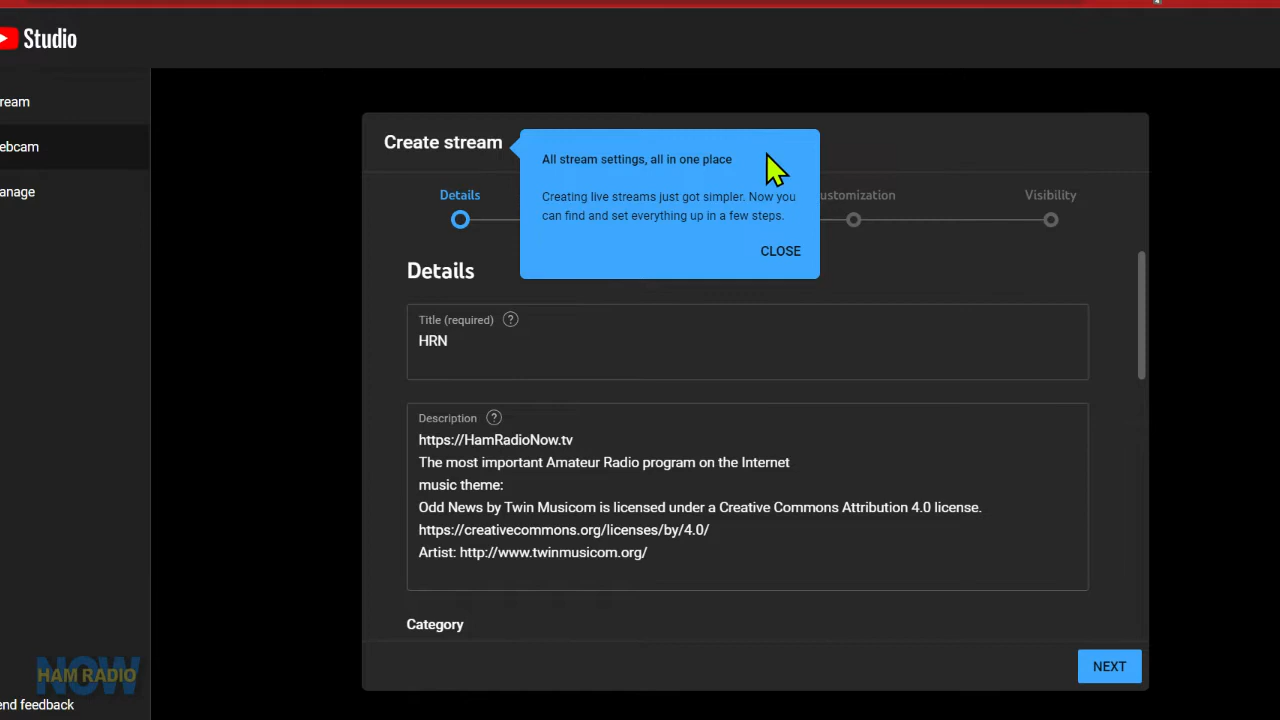 Studio
ream
ebcam
anage
Create stream
All stream settings, all in one place
Creating live streams just got simpler. Now you
can find and set everything up in a few steps.
CLOSE
Details
ustomization
Visibility
Details
Title (required) ?
HRN
Description ?
https://HamRadioNow.tv
The most important Amateur Radio program on the Internet
music theme:
Odd News by Twin Musicom is licensed under a Creative Commons Attribution 4.0 license.
https://creativecommons.org/licenses/by/4.0/
Artist: http://www.twinmusicom.org/
Category
NEXT
NOW
HAM RADIO
end feedback